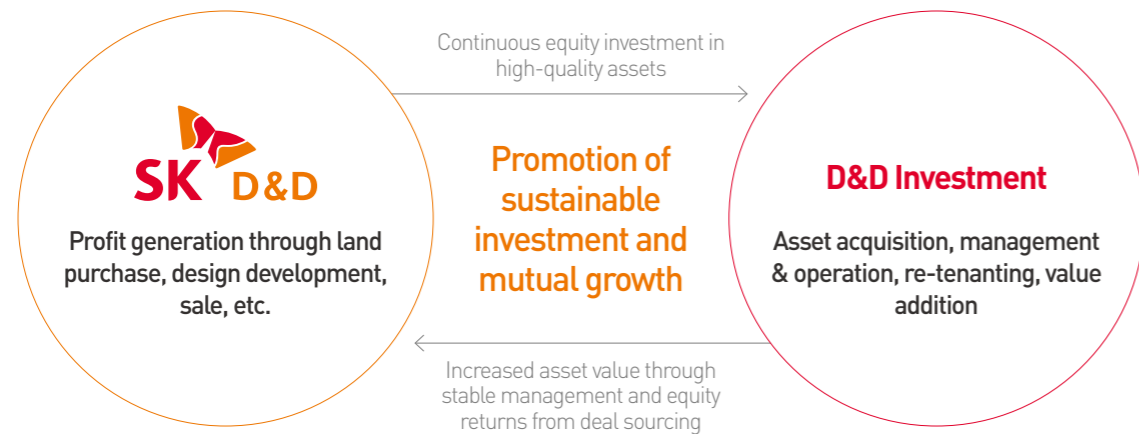 Continuous equity investment in
high-quality assets
SK D&D
Profit generation through land
purchase, design development,
sale, etc.
Promotion of
sustainable
investment and
mutual growth
D&D Investment
Asset acquisition, management
& operation, re-tenanting, value
addition
Increased asset value through
stable management and equity
returns from deal sourcing